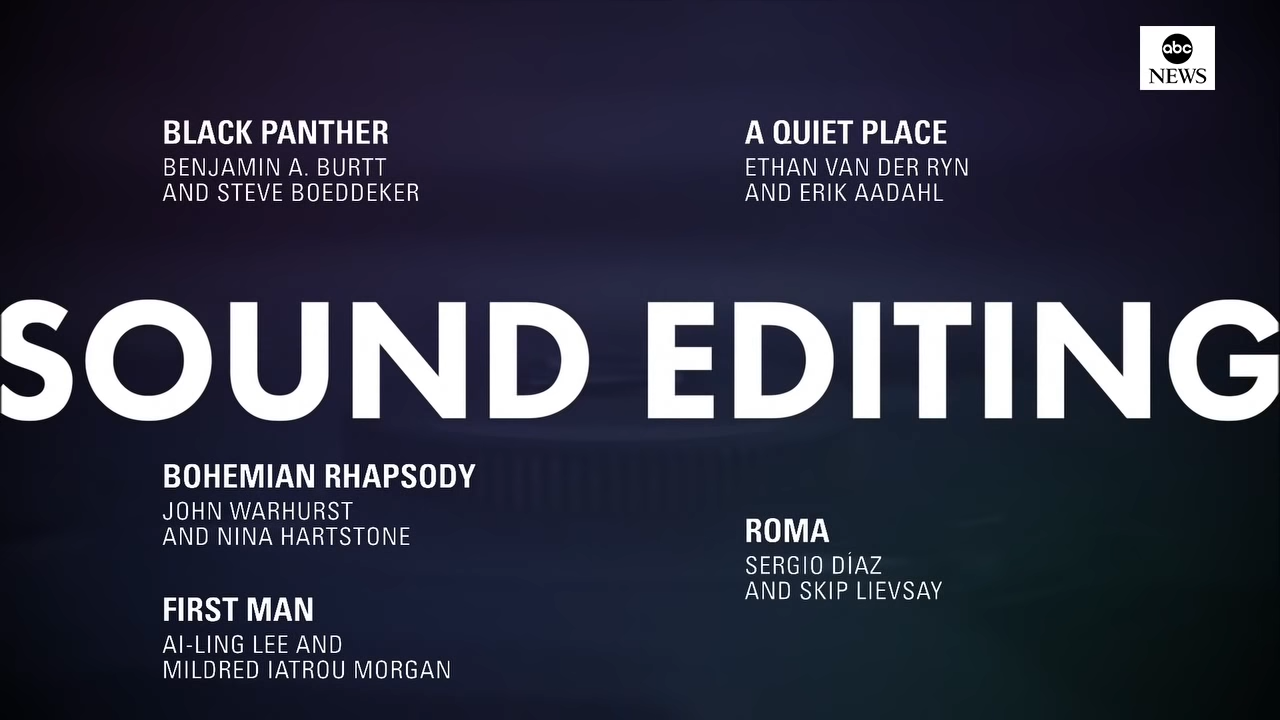 abc
NEWS
BLACK PANTHER
BENJAMIN A. BURTT
AND STEVE BOEDDEKER
A QUIET PLACE
ETHAN VAN DER RYN
AND ERIK AADAHL
SOUND EDITING
BOHEMIAN RHAPSODY
JOHN WARHURST
AND NINA HARTSTONE
FIRST MAN
AI-LING LEE AND
MILDRED IATROU MORGAN
ROMA
SERGIO DÍAZ
AND SKIP LIEVSAY